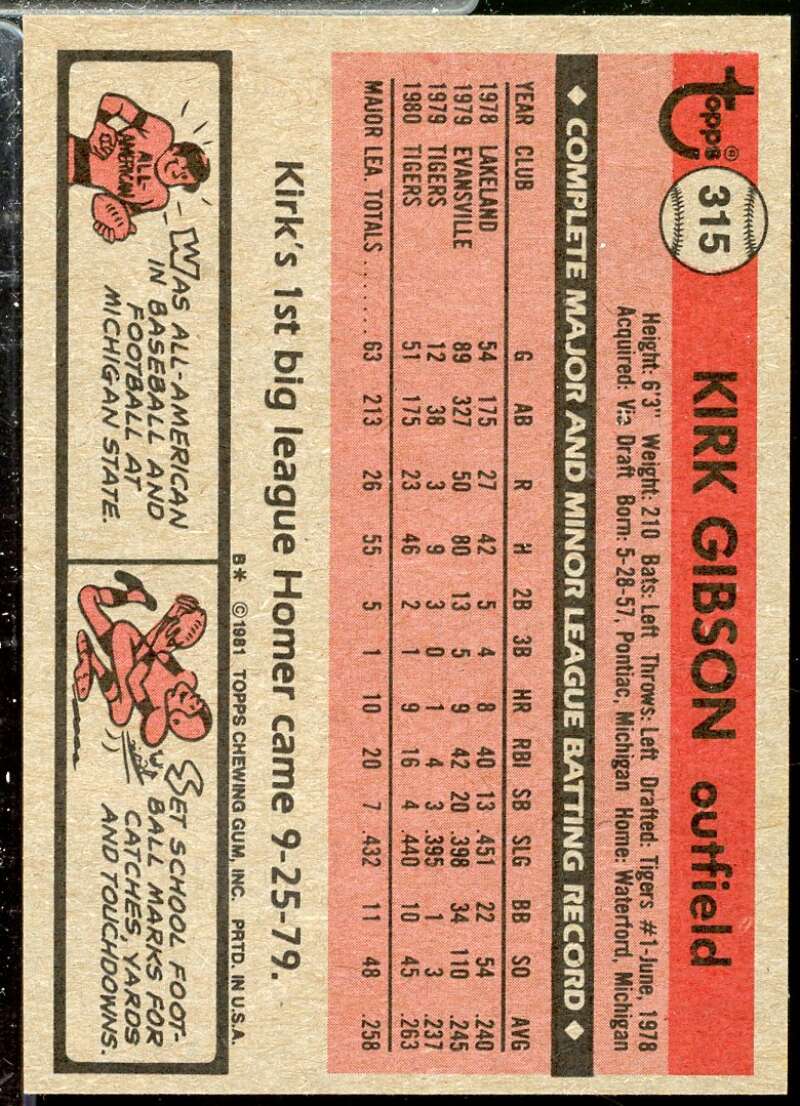 topps®
315
KIRK GIBSON outfield
Height: 6'3" Weight: 210 Bats: Left Throws: Left Drafted: Tigers #1-June, 1978
Acquired: Via Draft Born: 5-28-57, Pontiac, Michigan Home: Waterford, Michigan
◆ COMPLETE MAJOR AND MINOR LEAGUE BATTING RECORD ◆
YEAR CLUB G AB R H 2B 3B HR RBI SB SLG BB SO AVG
1978 LAKELAND 54 175 27 42 5 4 8 40 13 .451 22 54 .240
1979 EVANSVILLE 89 327 50 80 13 5 9 42 20 .398 34 110 .245
1979 TIGERS 12 38 3 9 3 0 1 4 3 .395 1 3 .237
1980 TIGERS 51 175 23 46 2 1 9 16 4 .440 10 45 .263
MAJOR LEA. TOTALS ....... 63 213 26 55 5 1 10 20 7 .432 11 48 .258
Kirk's 1st big league Homer came 9-25-79.
B* ©1981 TOPPS CHEWING GUM, INC. PRTD. IN U.S.A.
ALL-
AMERICAN
WAS ALL-AMERICAN
IN BASEBALL AND
FOOTBALL AT
MICHIGAN STATE.
SET SCHOOL FOOT-
BALL MARKS FOR
CATCHES, YARDS
AND TOUCHDOWNS.